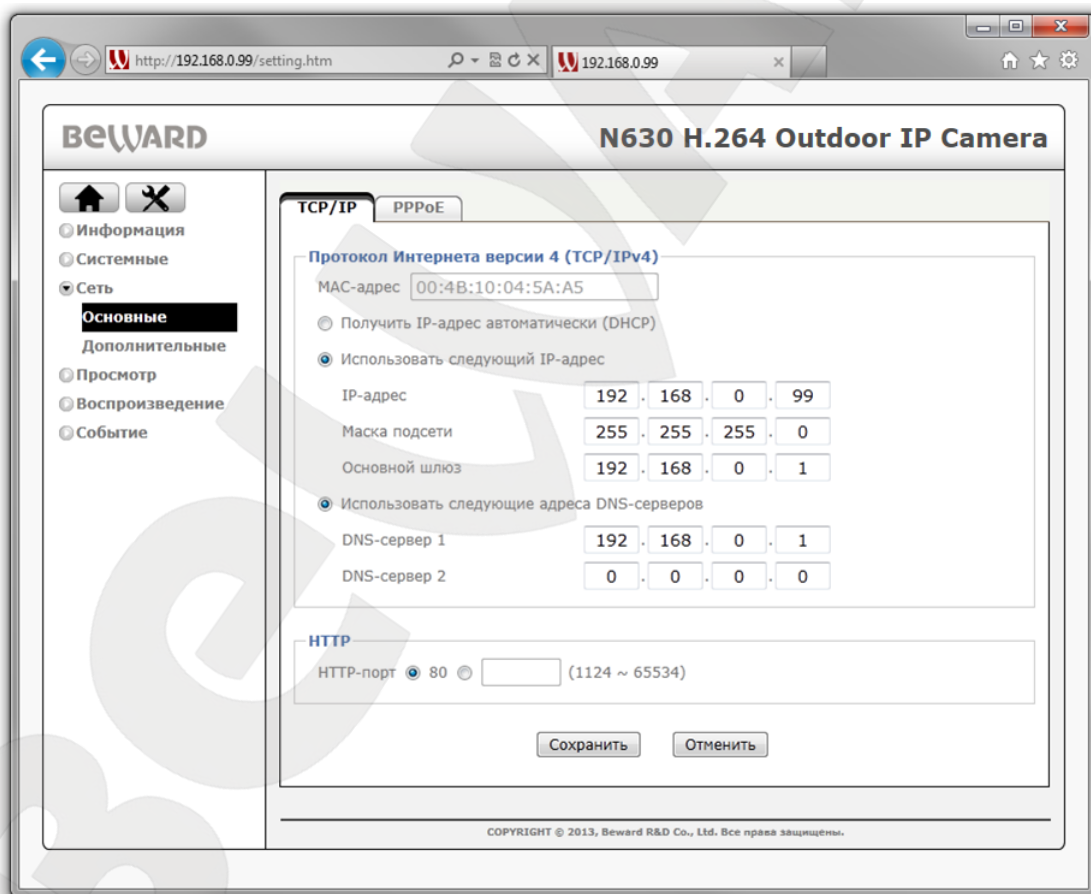 http://192.168.0.99/setting.htm
192.168.0.99
BEWARD
N630 H.264 Outdoor IP Camera
Информация
Системные
Сеть
Основные
Дополнительные
Просмотр
Воспроизведение
Событие
TCP/IP PPPoE
Протокол Интернета версии 4 (TCP/IPv4)
MAC-адрес 00:4B:10:04:5A:A5
Получить IP-адрес автоматически (DHCP)
Использовать следующий IP-адрес
IP-адрес 192 . 168 . 0 . 99
Маска подсети 255 . 255 . 255 . 0
Основной шлюз 192 . 168 . 0 . 1
Использовать следующие адреса DNS-серверов
DNS-сервер 1 192 . 168 . 0 . 1
DNS-сервер 2 0 . 0 . 0 . 0
HTTP
HTTP-порт 80 (1124 ~ 65534)
Сохранить Отменить
COPYRIGHT © 2013, Beward R&D Co., Ltd. Все права защищены.